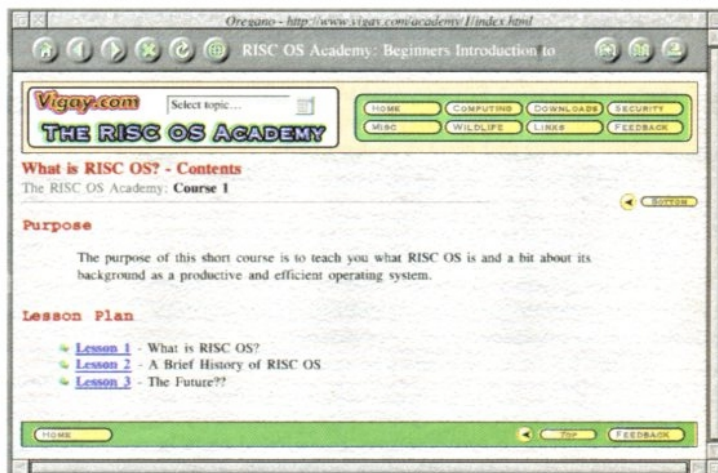 Oregano - http://www.vigay.com/academy/1/index.html
RISC OS Academy: Beginners Introduction to
Vigay.com
Select topic...
THE RISC OS ACADEMY
HOME COMPUTING DOWNLOADS SECURITY
MISC WILDLIFE LINKS FEEDBACK
What is RISC OS? - Contents
The RISC OS Academy: Course 1
BOTTOM
Purpose
The purpose of this short course is to teach you what RISC OS is and a bit about its
background as a productive and efficient operating system.
Lesson Plan
Lesson 1 - What is RISC OS?
Lesson 2 - A Brief History of RISC OS
Lesson 3 - The Future??
HOME TOP FEEDBACK